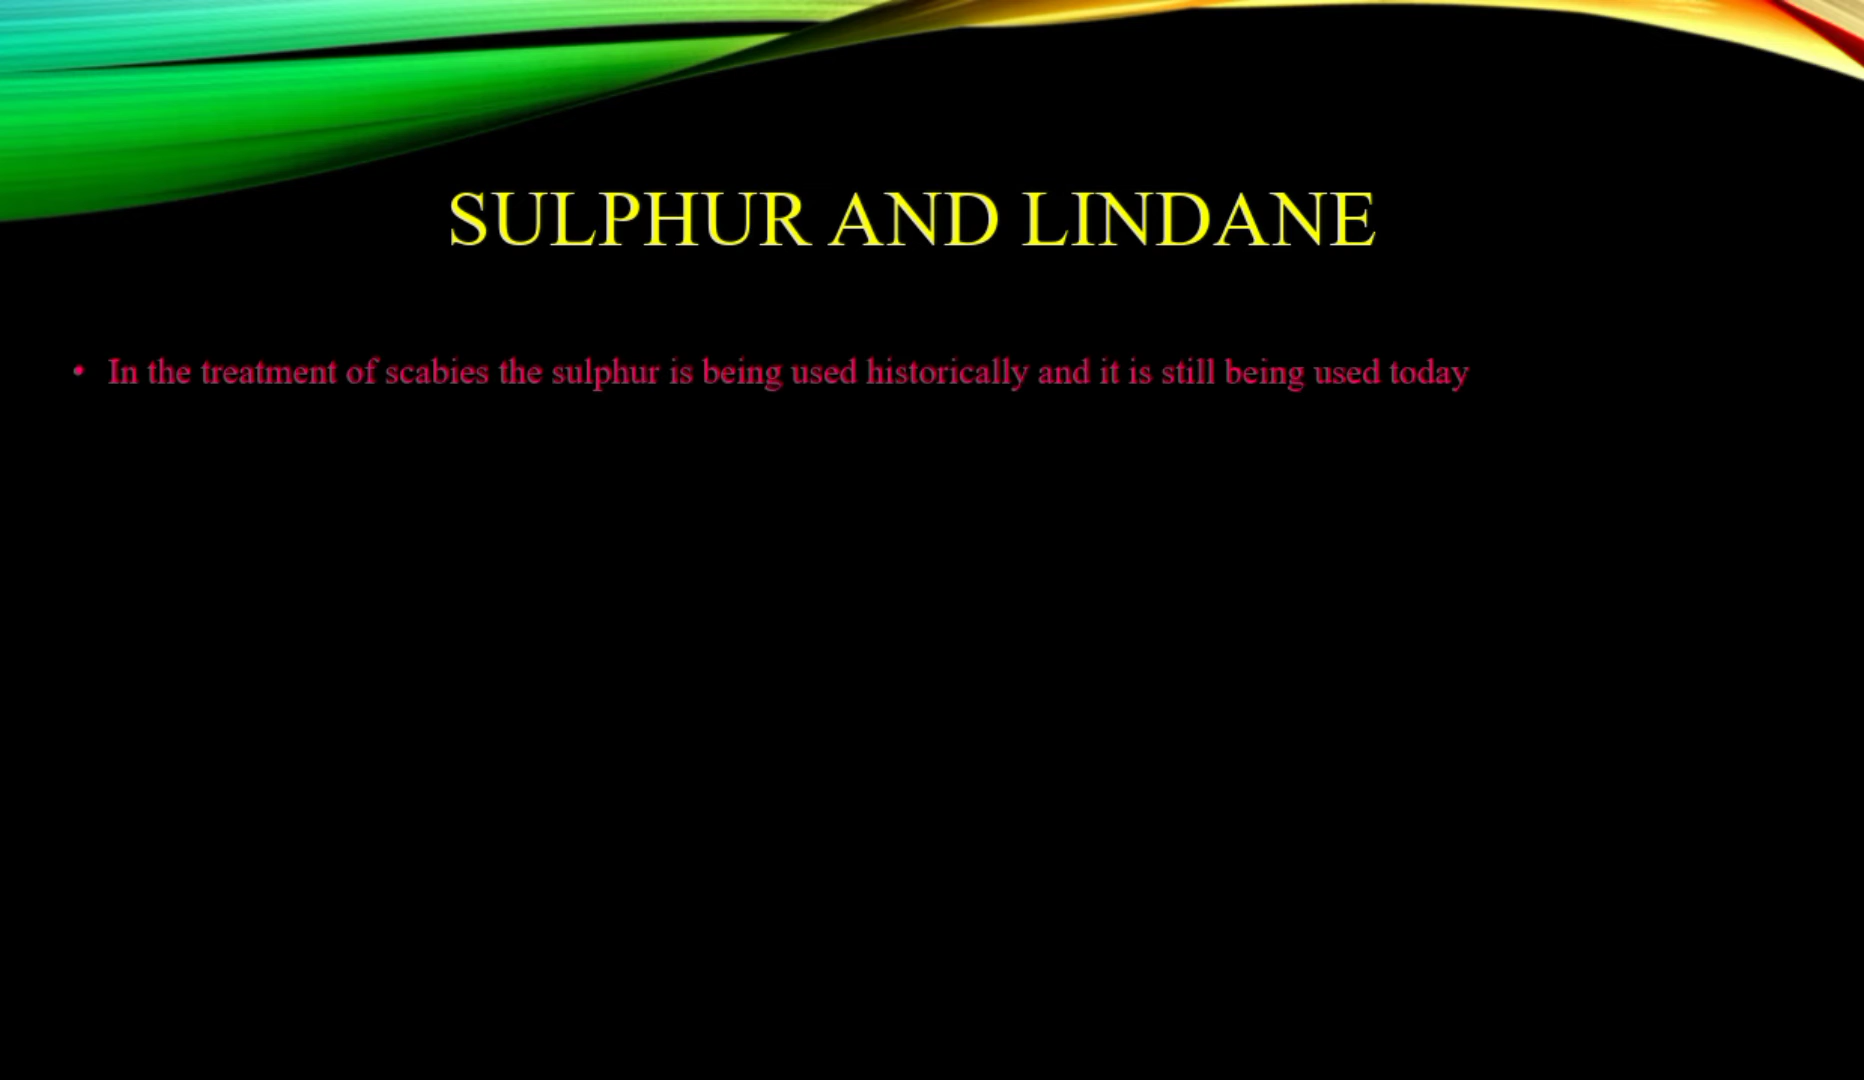 SULPHUR AND LINDANE
• In the treatment of scabies the sulphur is being used historically and it is still being used today